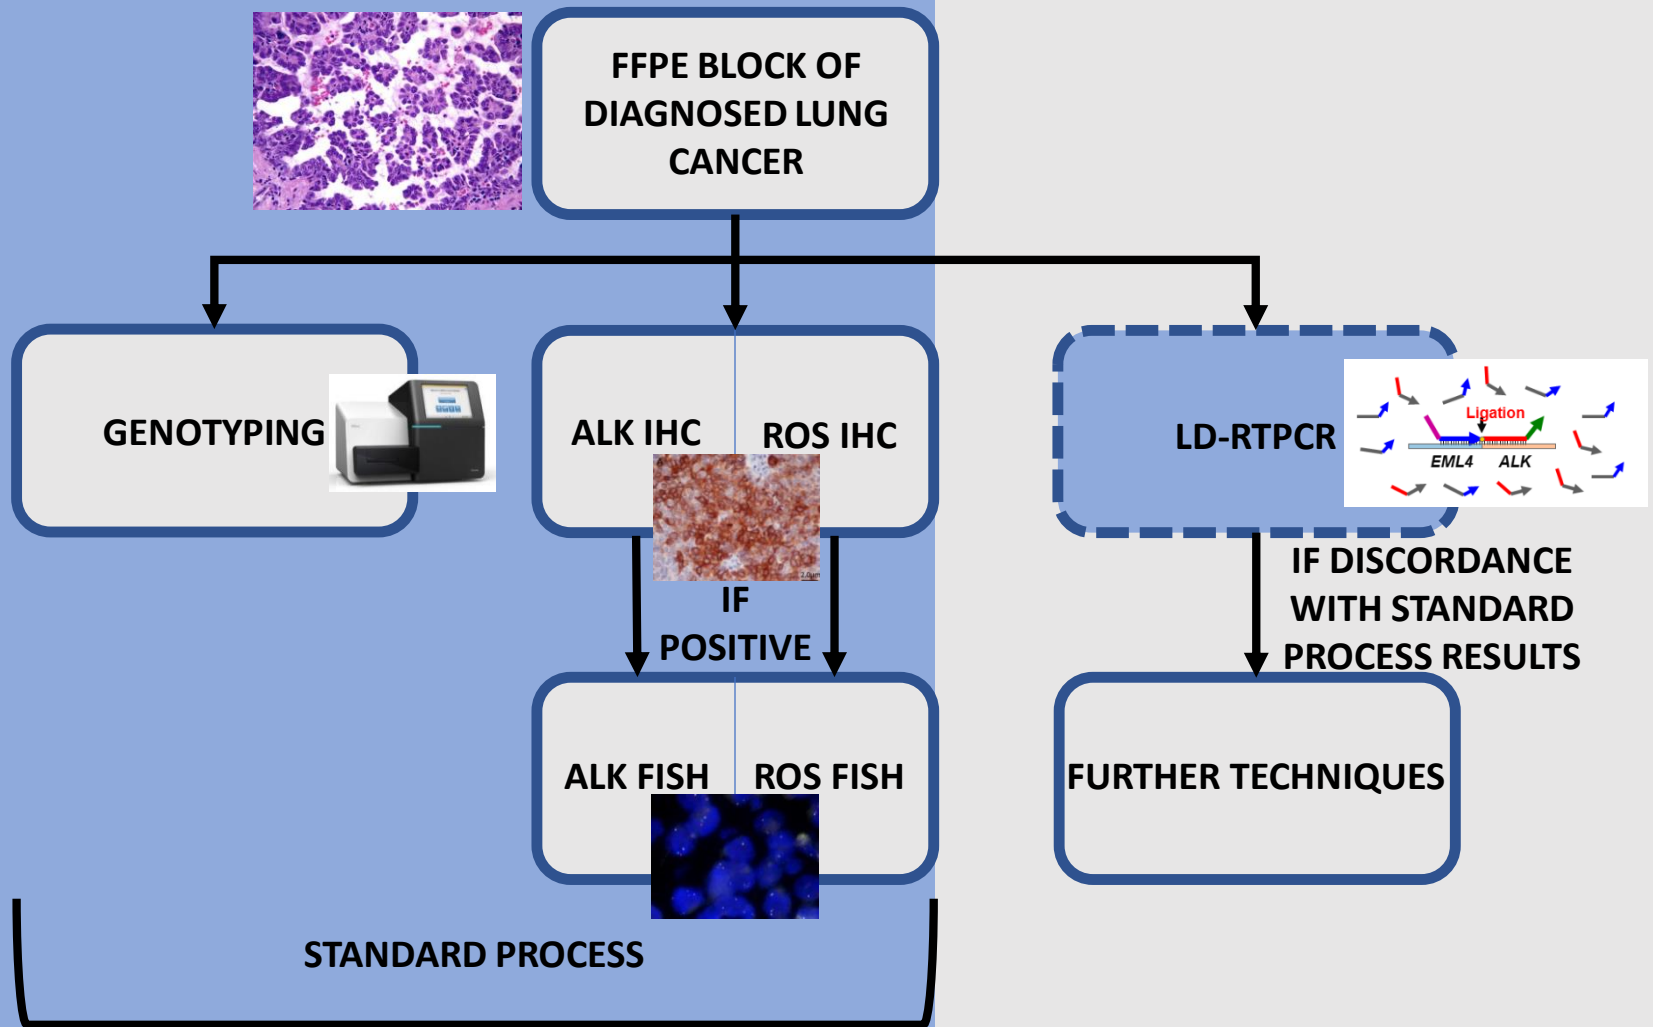 FFPE BLOCK OF
DIAGNOSED LUNG
CANCER
GENOTYPING
ALK IHC
ROS IHC
LD-RTPCR
Ligation
EML4
ALK
IF
POSITIVE
IF DISCORDANCE
WITH STANDARD
PROCESS RESULTS
ALK FISH
ROS FISH
FURTHER TECHNIQUES
STANDARD PROCESS